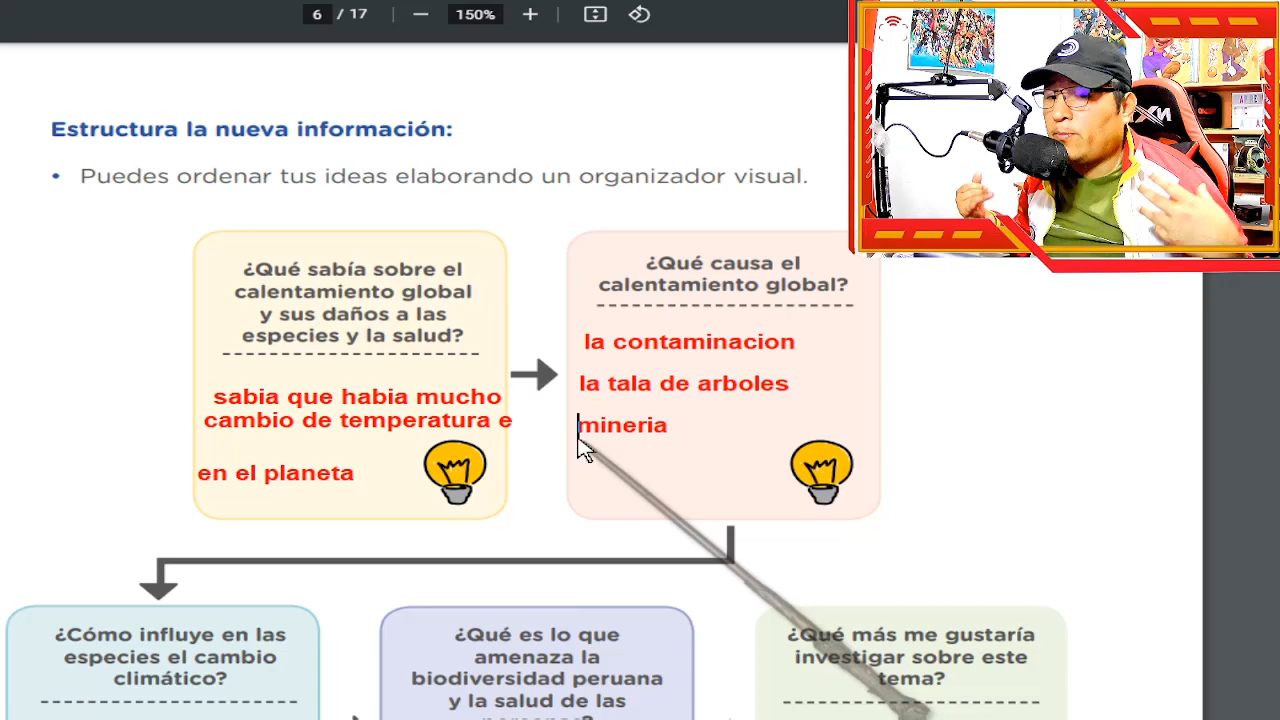 6 / 17
150%
Estructura la nueva información:
• Puedes ordenar tus ideas elaborando un organizador visual.
¿Qué sabía sobre el
calentamiento global
y sus daños a las
especies y la salud?
sabia que habia mucho
cambio de temperatura e
en el planeta
¿Qué causa el
calentamiento global?
la contaminacion
la tala de arboles
mineria
¿Cómo influye en las
especies el cambio
climático?
¿Qué es lo que
amenaza la
biodiversidad peruana
y la salud de las
¿Qué más me gustaría
investigar sobre este
tema?